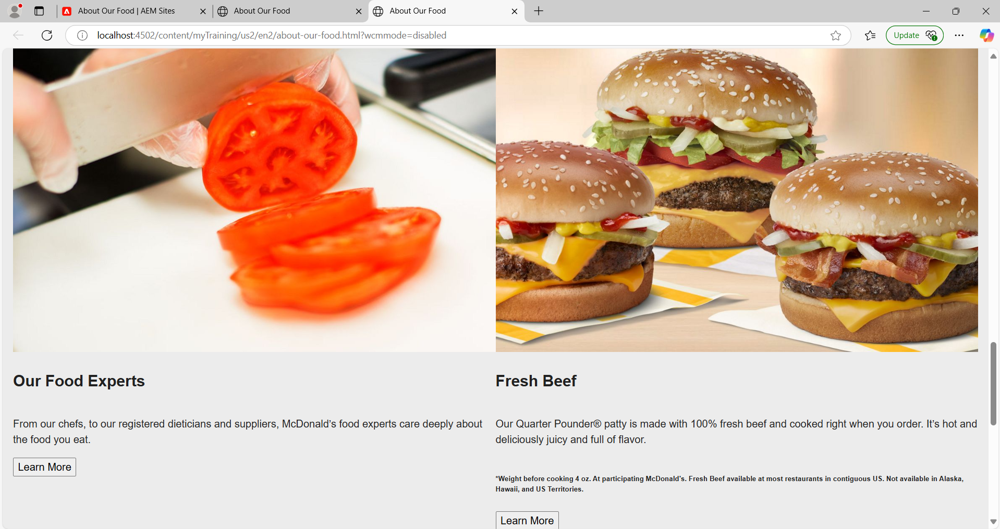 About Our Food | AEM Sites
About Our Food
About Our Food
localhost:4502/content/myTraining/us2/en2/about-our-food.html?wcmmode=disabled
Update
Our Food Experts
From our chefs, to our registered dieticians and suppliers, McDonald’s food experts care deeply about
the food you eat.
Learn More
Fresh Beef
Our Quarter Pounder® patty is made with 100% fresh beef and cooked right when you order. It’s hot and
deliciously juicy and full of flavor.
*Weight before cooking 4 oz. At participating McDonald's. Fresh Beef available at most restaurants in contiguous US. Not available in Alaska,
Hawaii, and US Territories.
Learn More